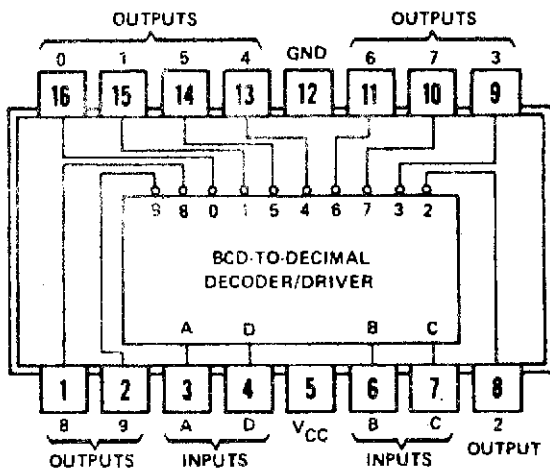 OUTPUTS OUTPUTS
0 1 5 4 GND 6 7 3
16 15 14 13 12 11 10 9
9 8 0 1 5 4 6 7 3 2
BCD-TO-DECIMAL
DECODER/DRIVER
A D B C
1 2 3 4 5 6 7 8
8 9 A D VCC B C 2
OUTPUTS INPUTS INPUTS OUTPUT